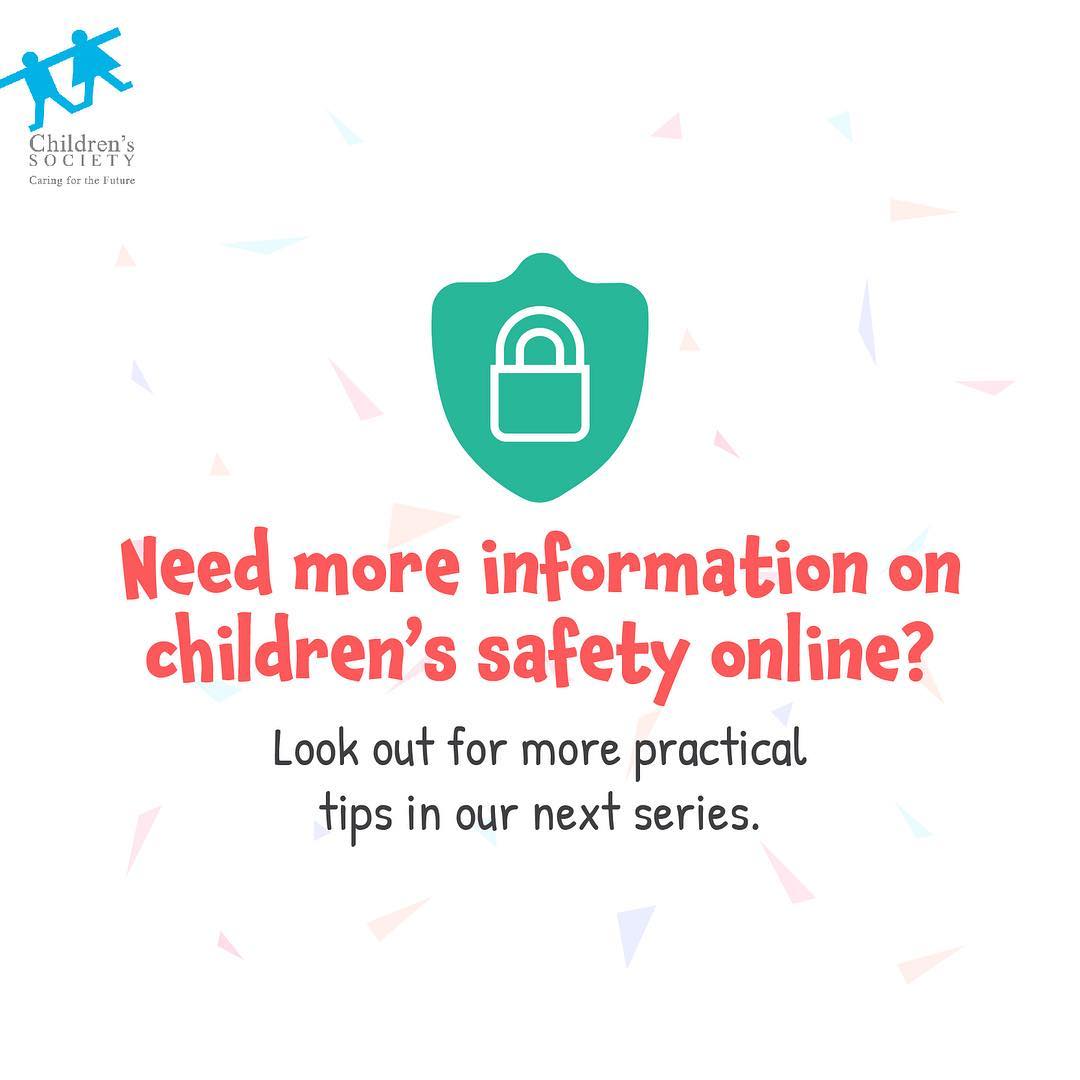 Children's
SOCIETY
Caring for the Future
Need more information on
children's safety online?
Look out for more practical
tips in our next series.